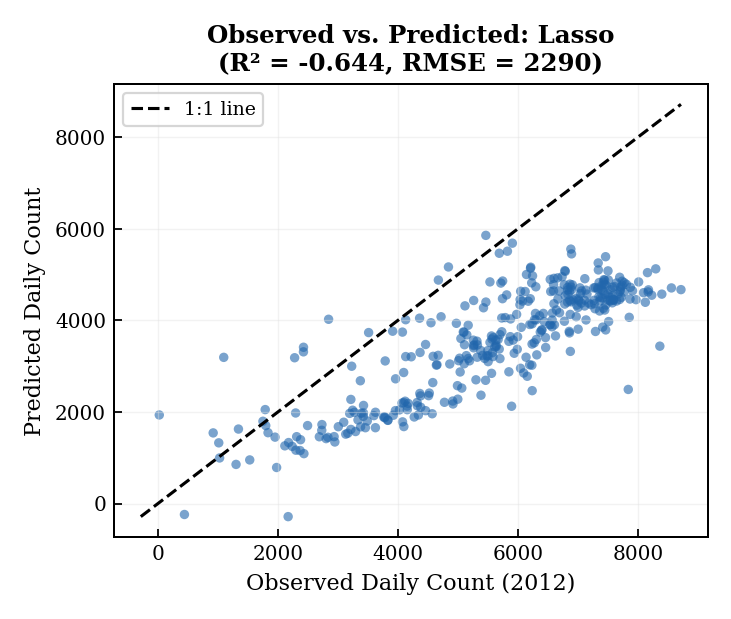 Observed vs. Predicted: Lasso
(R² = -0.644, RMSE = 2290)
1:1 line
8000
6000
4000
2000
0
Predicted Daily Count
0 2000 4000 6000 8000
Observed Daily Count (2012)